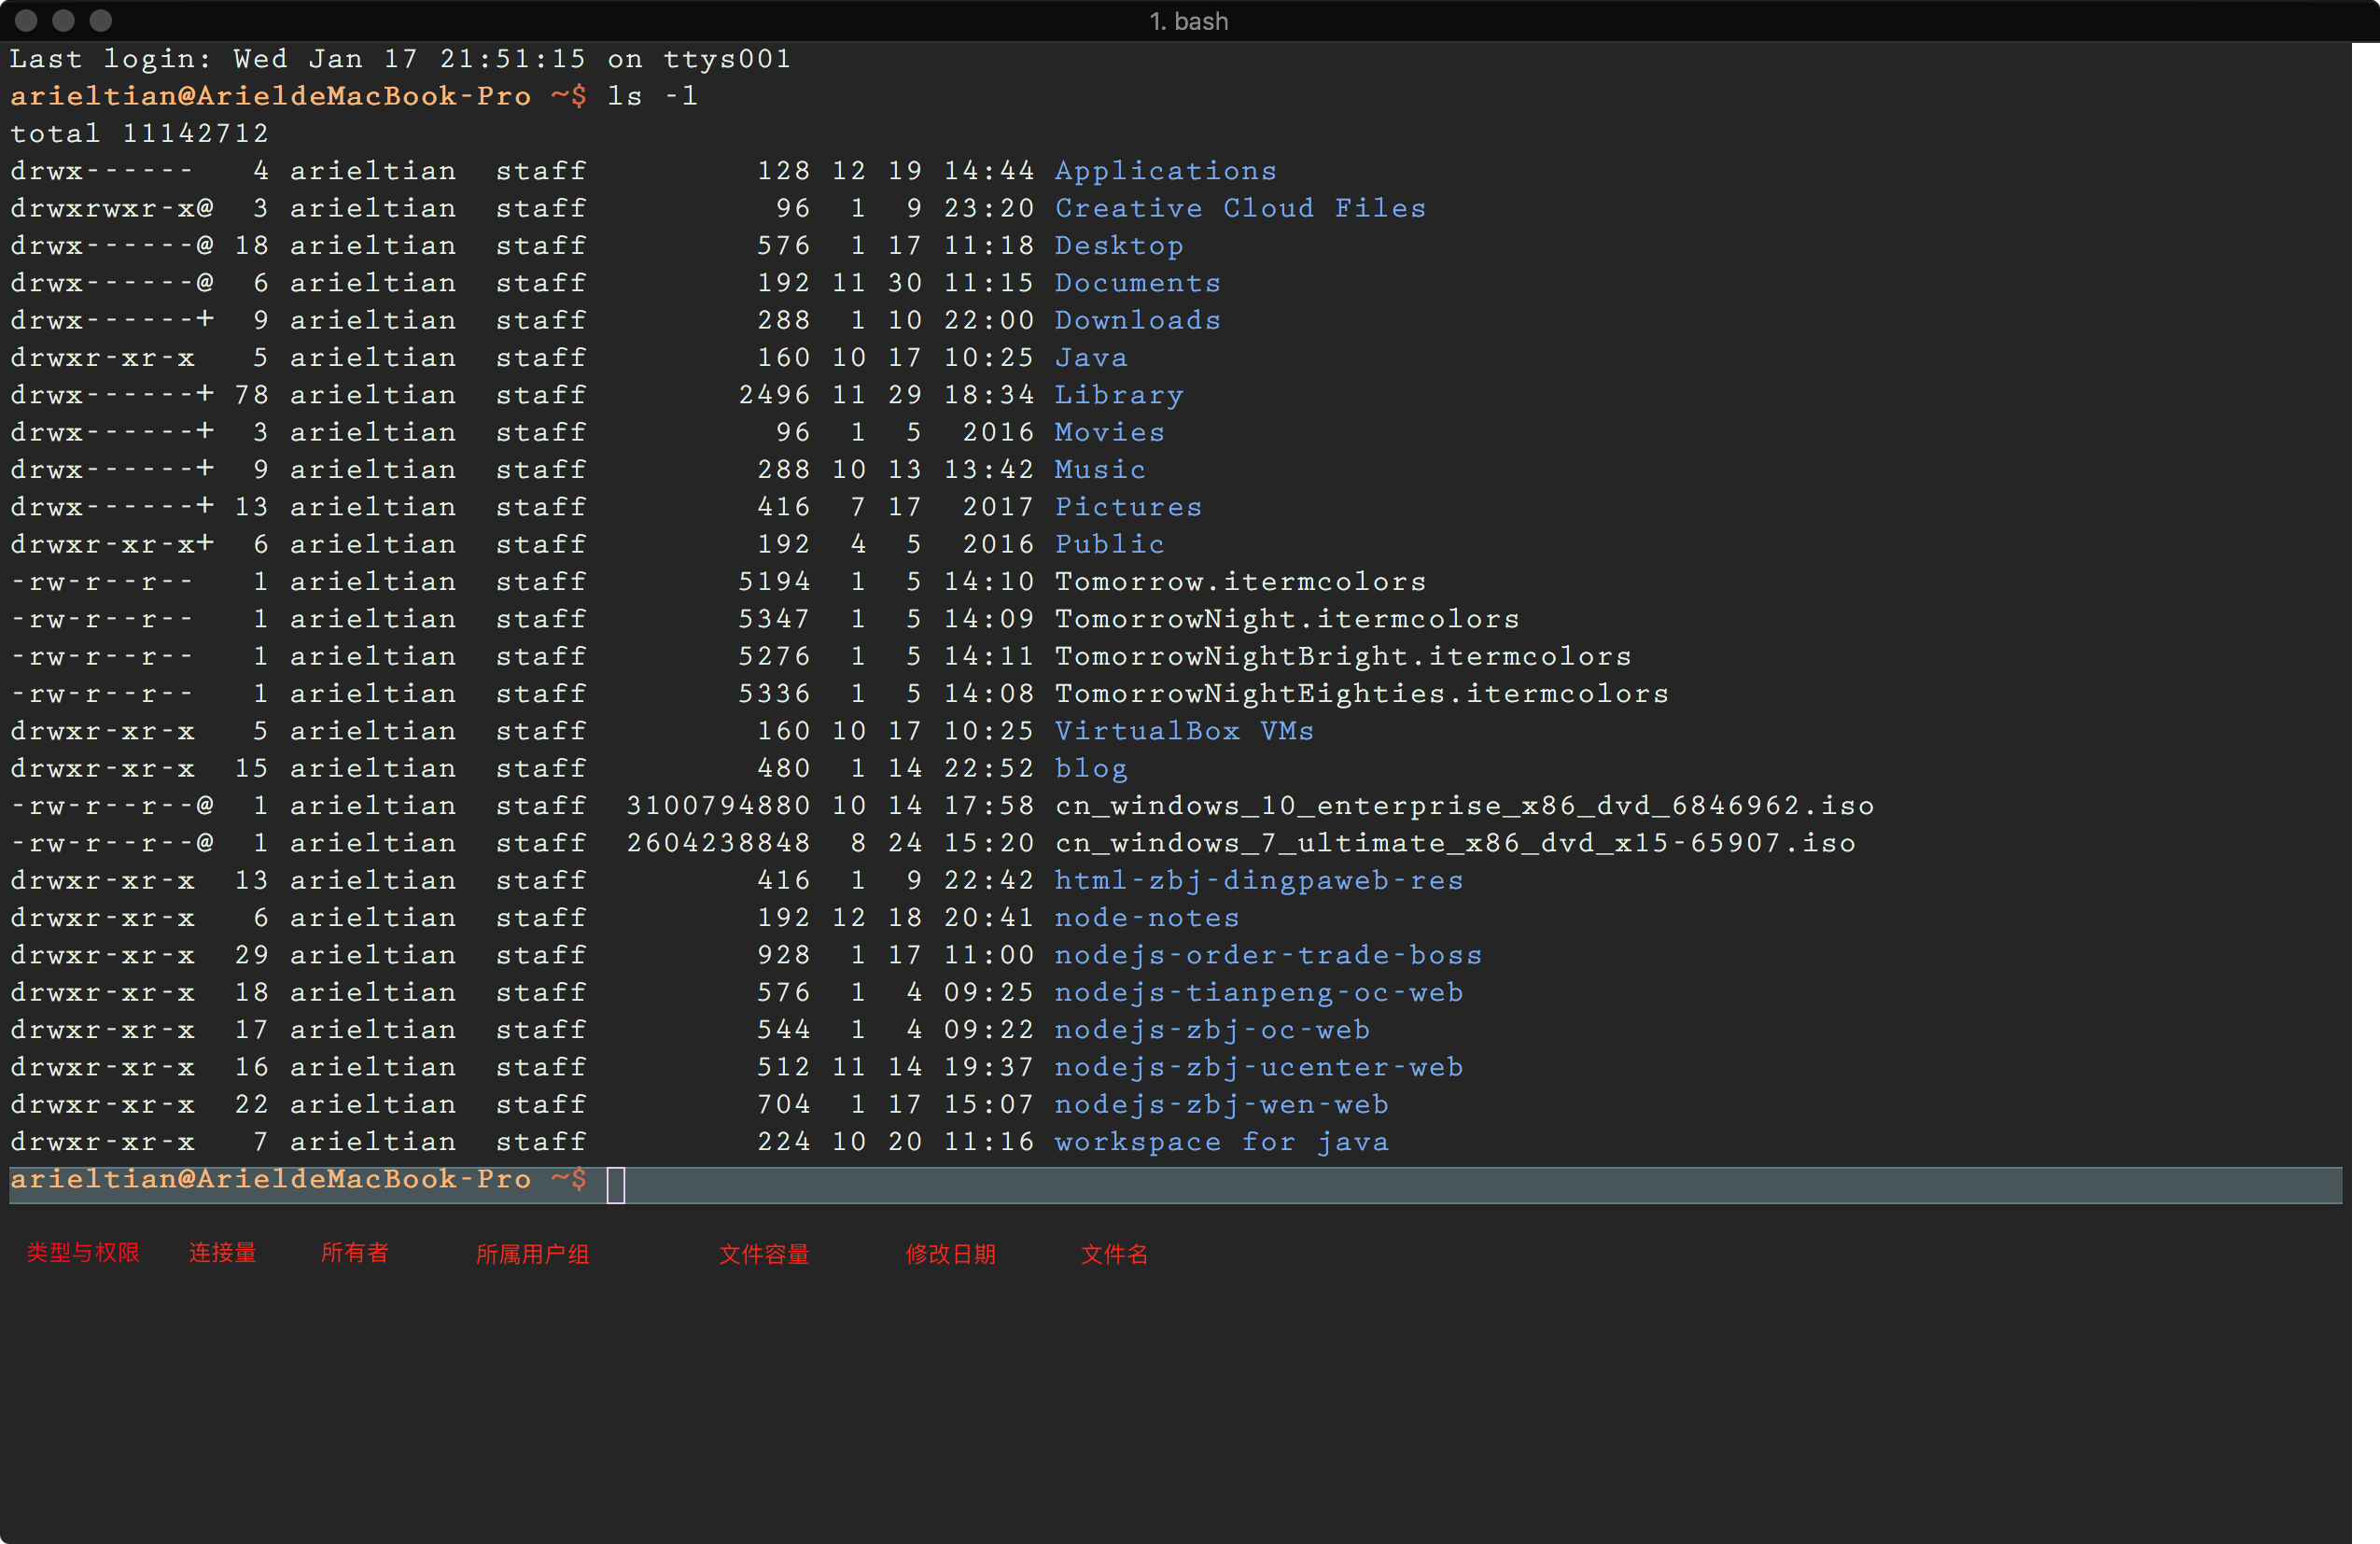 1. bash
Last login: Wed Jan 17 21:51:15 on ttys001
arieltian@ArieldeMacBook-Pro ~$ ls -l
total 11142712
drwx------   4 arieltian  staff         128 12 19 14:44 Applications
drwxrwxr-x@  3 arieltian  staff          96  1  9 23:20 Creative Cloud Files
drwx------@ 18 arieltian  staff         576  1 17 11:18 Desktop
drwx------@  6 arieltian  staff         192 11 30 11:15 Documents
drwx------+  9 arieltian  staff         288  1 10 22:00 Downloads
drwxr-xr-x   5 arieltian  staff         160 10 17 10:25 Java
drwx------+ 78 arieltian  staff        2496 11 29 18:34 Library
drwx------+  3 arieltian  staff          96  1  5  2016 Movies
drwx------+  9 arieltian  staff         288 10 13 13:42 Music
drwx------+ 13 arieltian  staff         416  7 17  2017 Pictures
drwxr-xr-x+  6 arieltian  staff         192  4  5  2016 Public
-rw-r--r--   1 arieltian  staff        5194  1  5 14:10 Tomorrow.itermcolors
-rw-r--r--   1 arieltian  staff        5347  1  5 14:09 TomorrowNight.itermcolors
-rw-r--r--   1 arieltian  staff        5276  1  5 14:11 TomorrowNightBright.itermcolors
-rw-r--r--   1 arieltian  staff        5336  1  5 14:08 TomorrowNightEighties.itermcolors
drwxr-xr-x   5 arieltian  staff         160 10 17 10:25 VirtualBox VMs
drwxr-xr-x  15 arieltian  staff         480  1 14 22:52 blog
-rw-r--r--@  1 arieltian  staff  3100794880 10 14 17:58 cn_windows_10_enterprise_x86_dvd_6846962.iso
-rw-r--r--@  1 arieltian  staff  2604238848  8 24 15:20 cn_windows_7_ultimate_x86_dvd_x15-65907.iso
drwxr-xr-x  13 arieltian  staff         416  1  9 22:42 html-zbj-dingpaweb-res
drwxr-xr-x   6 arieltian  staff         192 12 18 20:41 node-notes
drwxr-xr-x  29 arieltian  staff         928  1 17 11:00 nodejs-order-trade-boss
drwxr-xr-x  18 arieltian  staff         576  1  4 09:25 nodejs-tianpeng-oc-web
drwxr-xr-x  17 arieltian  staff         544  1  4 09:22 nodejs-zbj-oc-web
drwxr-xr-x  16 arieltian  staff         512 11 14 19:37 nodejs-zbj-ucenter-web
drwxr-xr-x  22 arieltian  staff         704  1 17 15:07 nodejs-zbj-wen-web
drwxr-xr-x   7 arieltian  staff         224 10 20 11:16 workspace for java
arieltian@ArieldeMacBook-Pro ~$
类型与权限 连接量 所有者 所属用户组 文件容量 修改日期 文件名